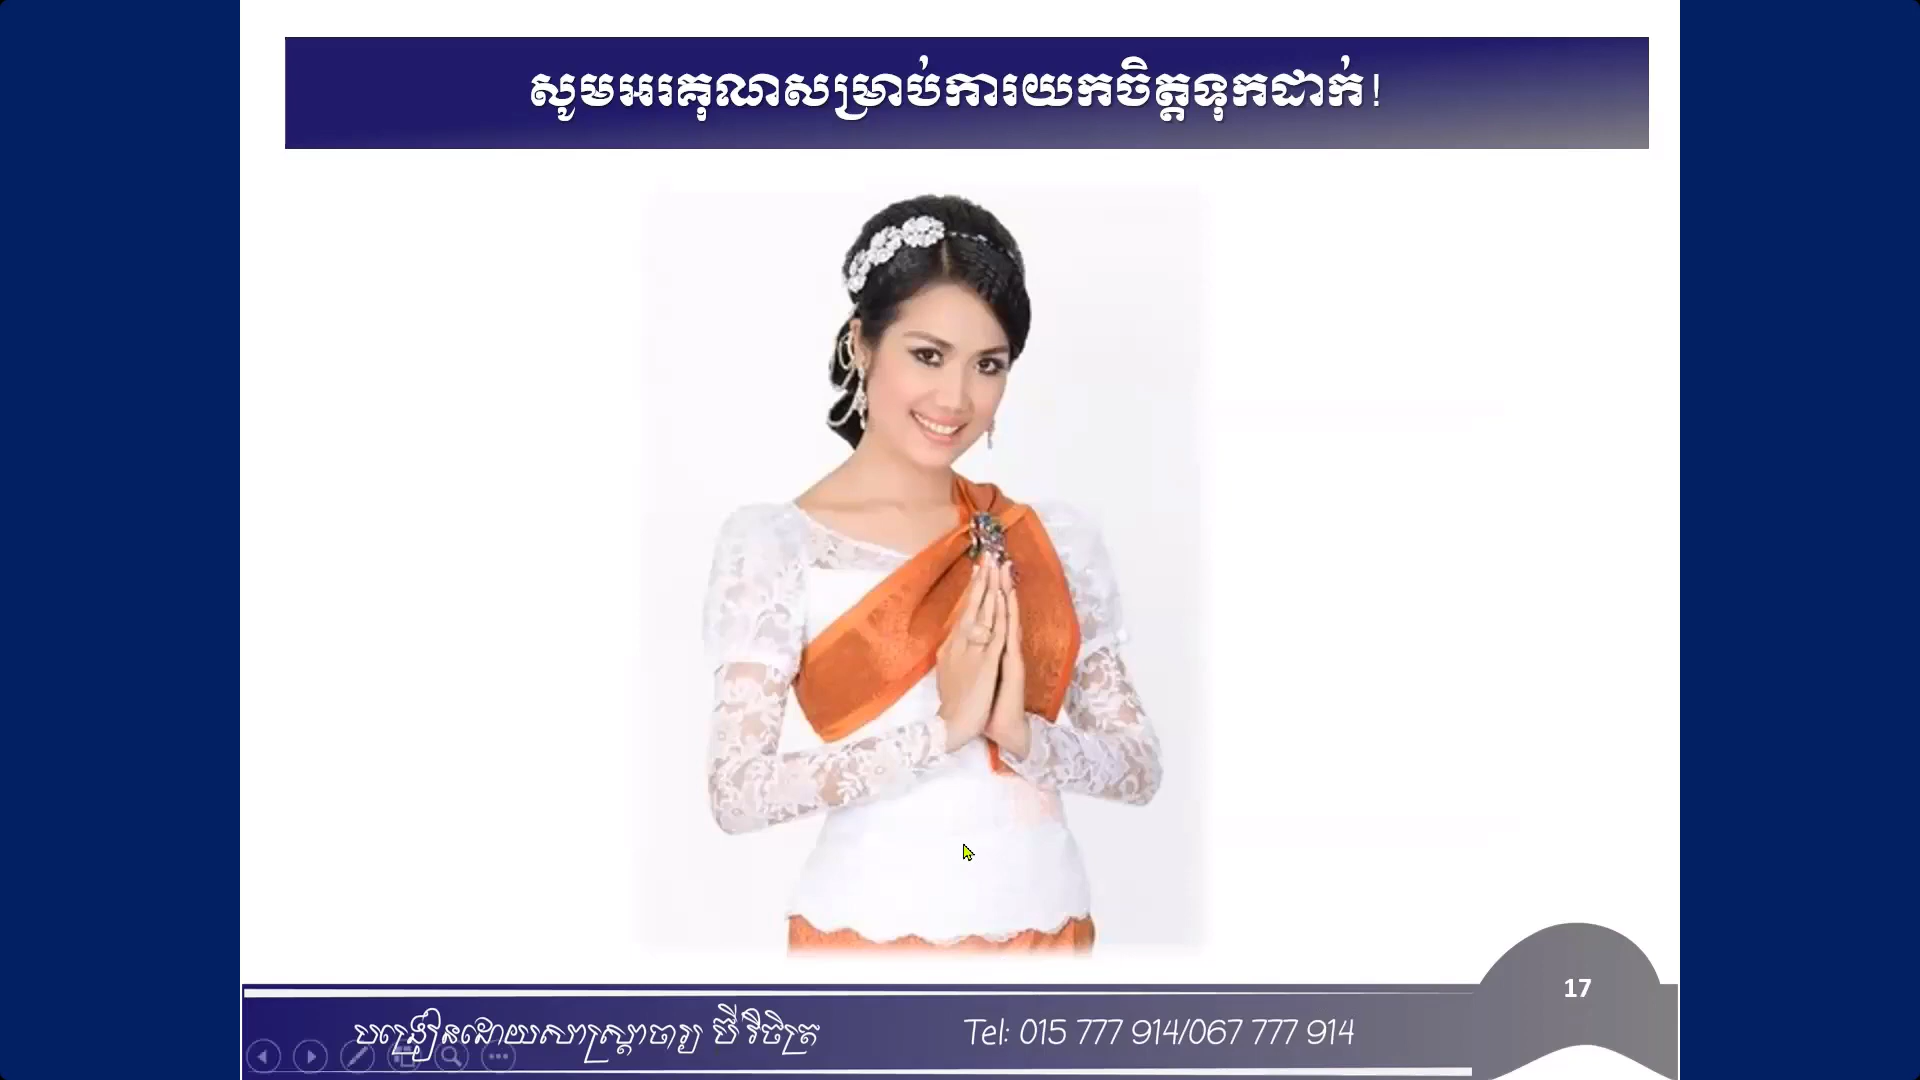 សូមអរគុណសម្រាប់ការយកចិត្តទុកដាក់!
17
បង្រៀនដោយសាស្ត្រាចារ្យ ប៊ី វិចិត្រ
Tel: 015 777 914/067 777 914